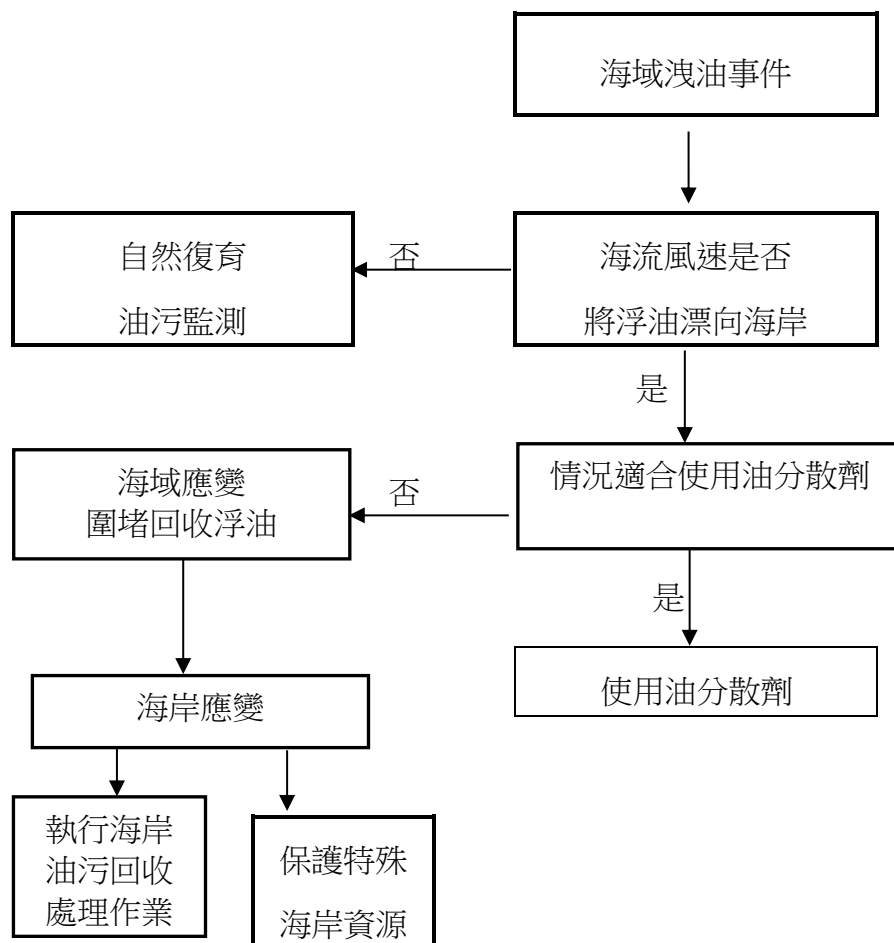 海域洩油事件
海流風速是否
將浮油漂向海岸
否
自然復育
油污監測
是
情況適合使用油分散劑
否
海域應變
圍堵回收浮油
是
使用油分散劑
海岸應變
執行海岸
油污回收
處理作業
保護特殊
海岸資源